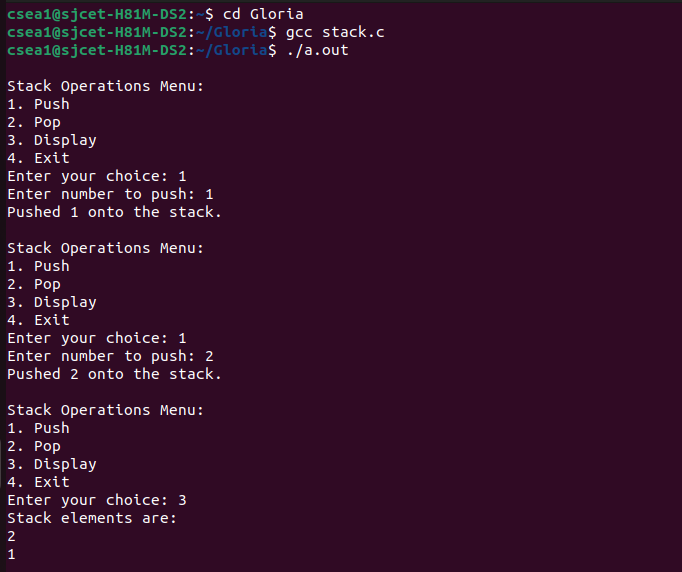 csea1@sjcet-H81M-DS2:~$ cd Gloria
csea1@sjcet-H81M-DS2:~/Gloria$ gcc stack.c
csea1@sjcet-H81M-DS2:~/Gloria$ ./a.out

Stack Operations Menu:
1. Push
2. Pop
3. Display
4. Exit
Enter your choice: 1
Enter number to push: 1
Pushed 1 onto the stack.

Stack Operations Menu:
1. Push
2. Pop
3. Display
4. Exit
Enter your choice: 1
Enter number to push: 2
Pushed 2 onto the stack.

Stack Operations Menu:
1. Push
2. Pop
3. Display
4. Exit
Enter your choice: 3
Stack elements are:
2
1